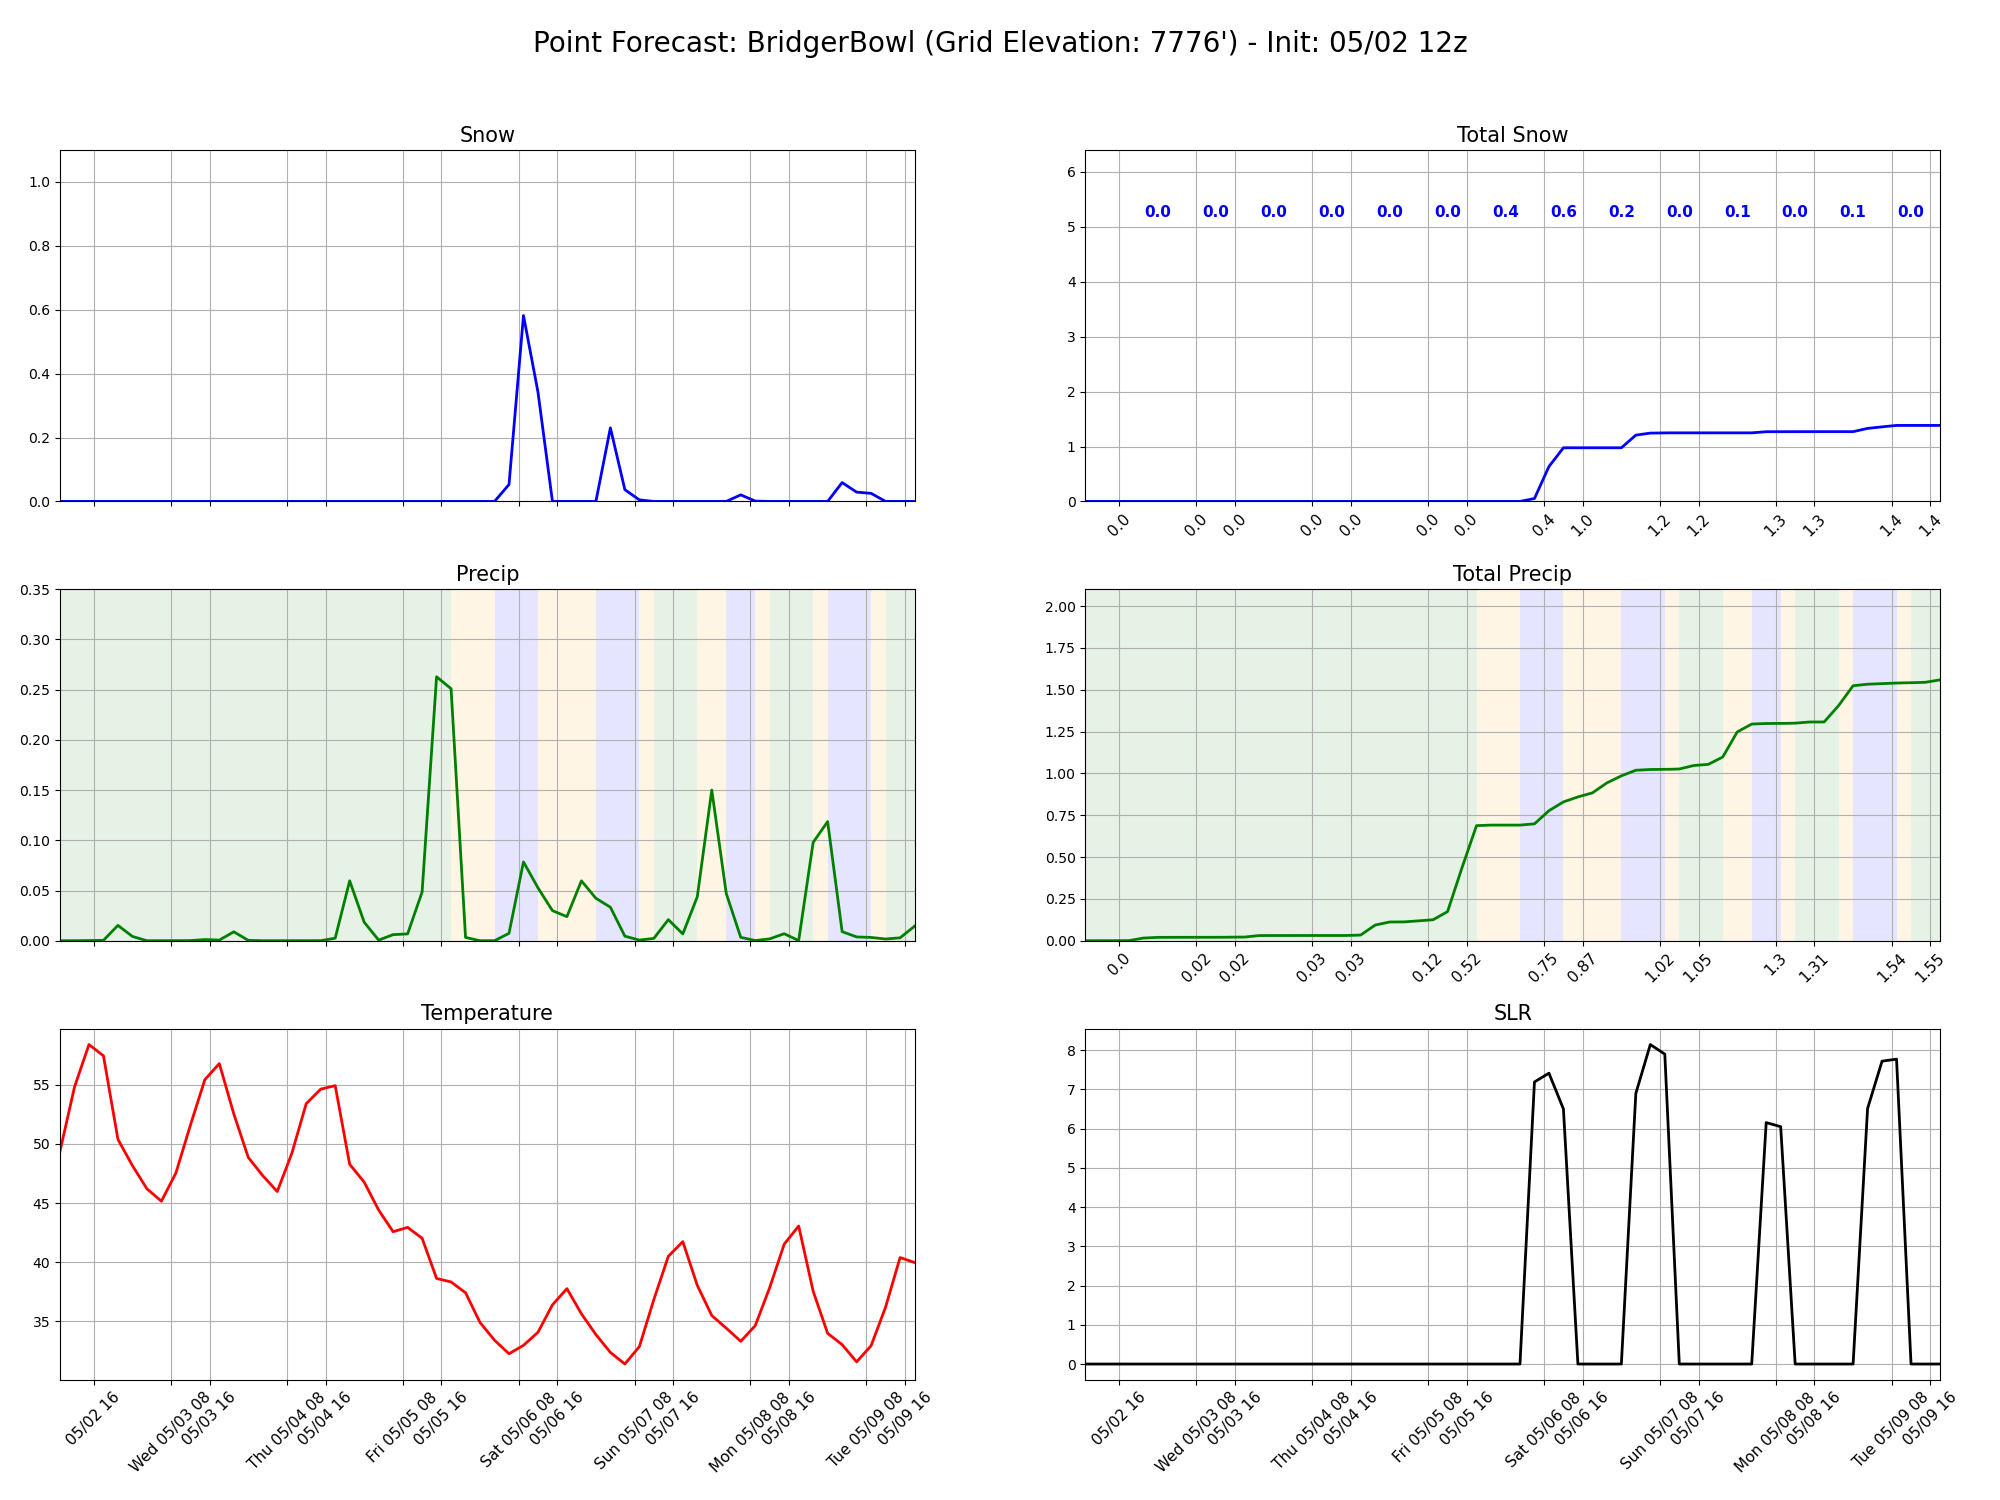 Point Forecast: BridgerBowl (Grid Elevation: 7776') - Init: 05/02 12z
Snow
1.0
0.8
0.6
0.4
0.2
0.0
Total Snow
6
5
4
3
2
1
0
0.0 0.0 0.0 0.0 0.0 0.0 0.4 0.6 0.2 0.0 0.1 0.0 0.1 0.0
0.0 0.0 0.0 0.0 0.0 0.0 0.0 0.4 1.0 1.2 1.2 1.3 1.3 1.4 1.4
Precip
0.35
0.30
0.25
0.20
0.15
0.10
0.05
0.00
Total Precip
2.00
1.75
1.50
1.25
1.00
0.75
0.50
0.25
0.00
0.0 0.02 0.02 0.03 0.03 0.12 0.52 0.75 0.87 1.02 1.05 1.3 1.31 1.54 1.55
Temperature
55
50
45
40
35
05/02 16
Wed 05/03 08
05/03 16
Thu 05/04 08
05/04 16
Fri 05/05 08
05/05 16
Sat 05/06 08
05/06 16
Sun 05/07 08
05/07 16
Mon 05/08 08
05/08 16
Tue 05/09 08
05/09 16
SLR
8
7
6
5
4
3
2
1
0
05/02 16
Wed 05/03 08
05/03 16
Thu 05/04 08
05/04 16
Fri 05/05 08
05/05 16
Sat 05/06 08
05/06 16
Sun 05/07 08
05/07 16
Mon 05/08 08
05/08 16
Tue 05/09 08
05/09 16